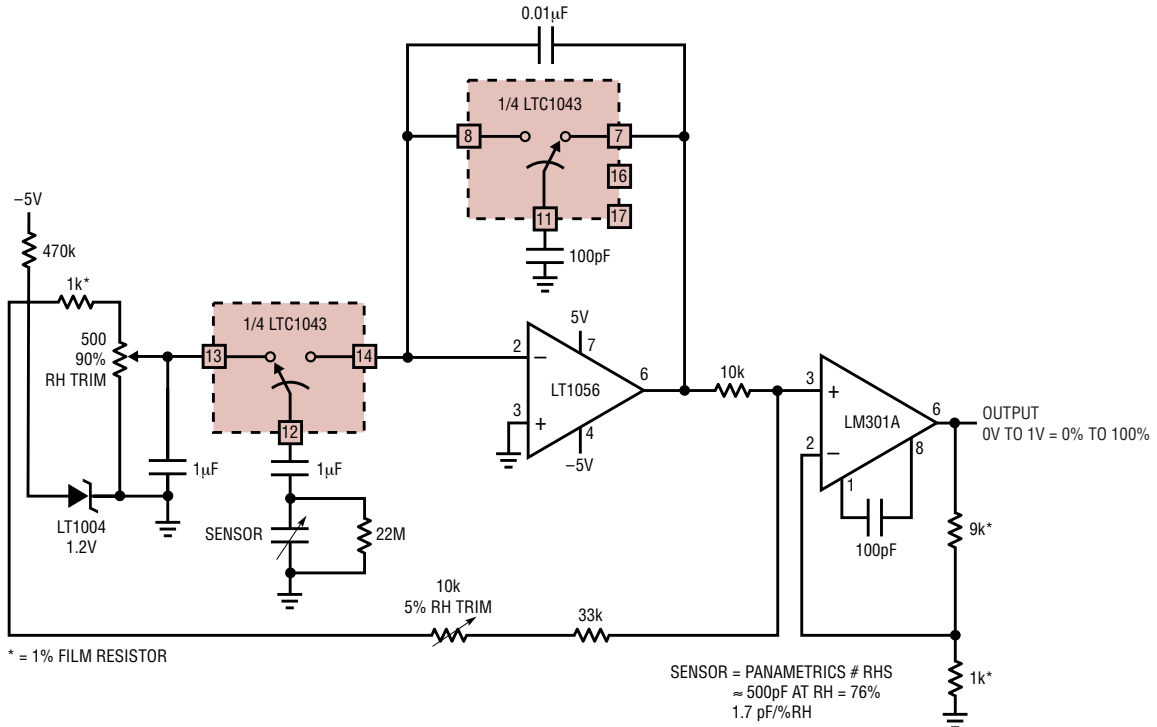 0.01µF
1/4 LTC1043
8
7
16
17
11
100pF
–5V
470k
1k*
500
90%
RH TRIM
1/4 LTC1043
13
14
12
1µF
1µF
LT1004
1.2V
SENSOR
22M
5V
2
7
–
LT1056
6
3
+
4
–5V
10k
3
+
LM301A
6
2
–
8
1
100pF
OUTPUT
0V TO 1V = 0% TO 100%
9k*
10k
5% RH TRIM
33k
1k*
* = 1% FILM RESISTOR
SENSOR = PANAMETRICS # RHS
≈ 500pF AT RH = 76%
1.7 pF/%RH